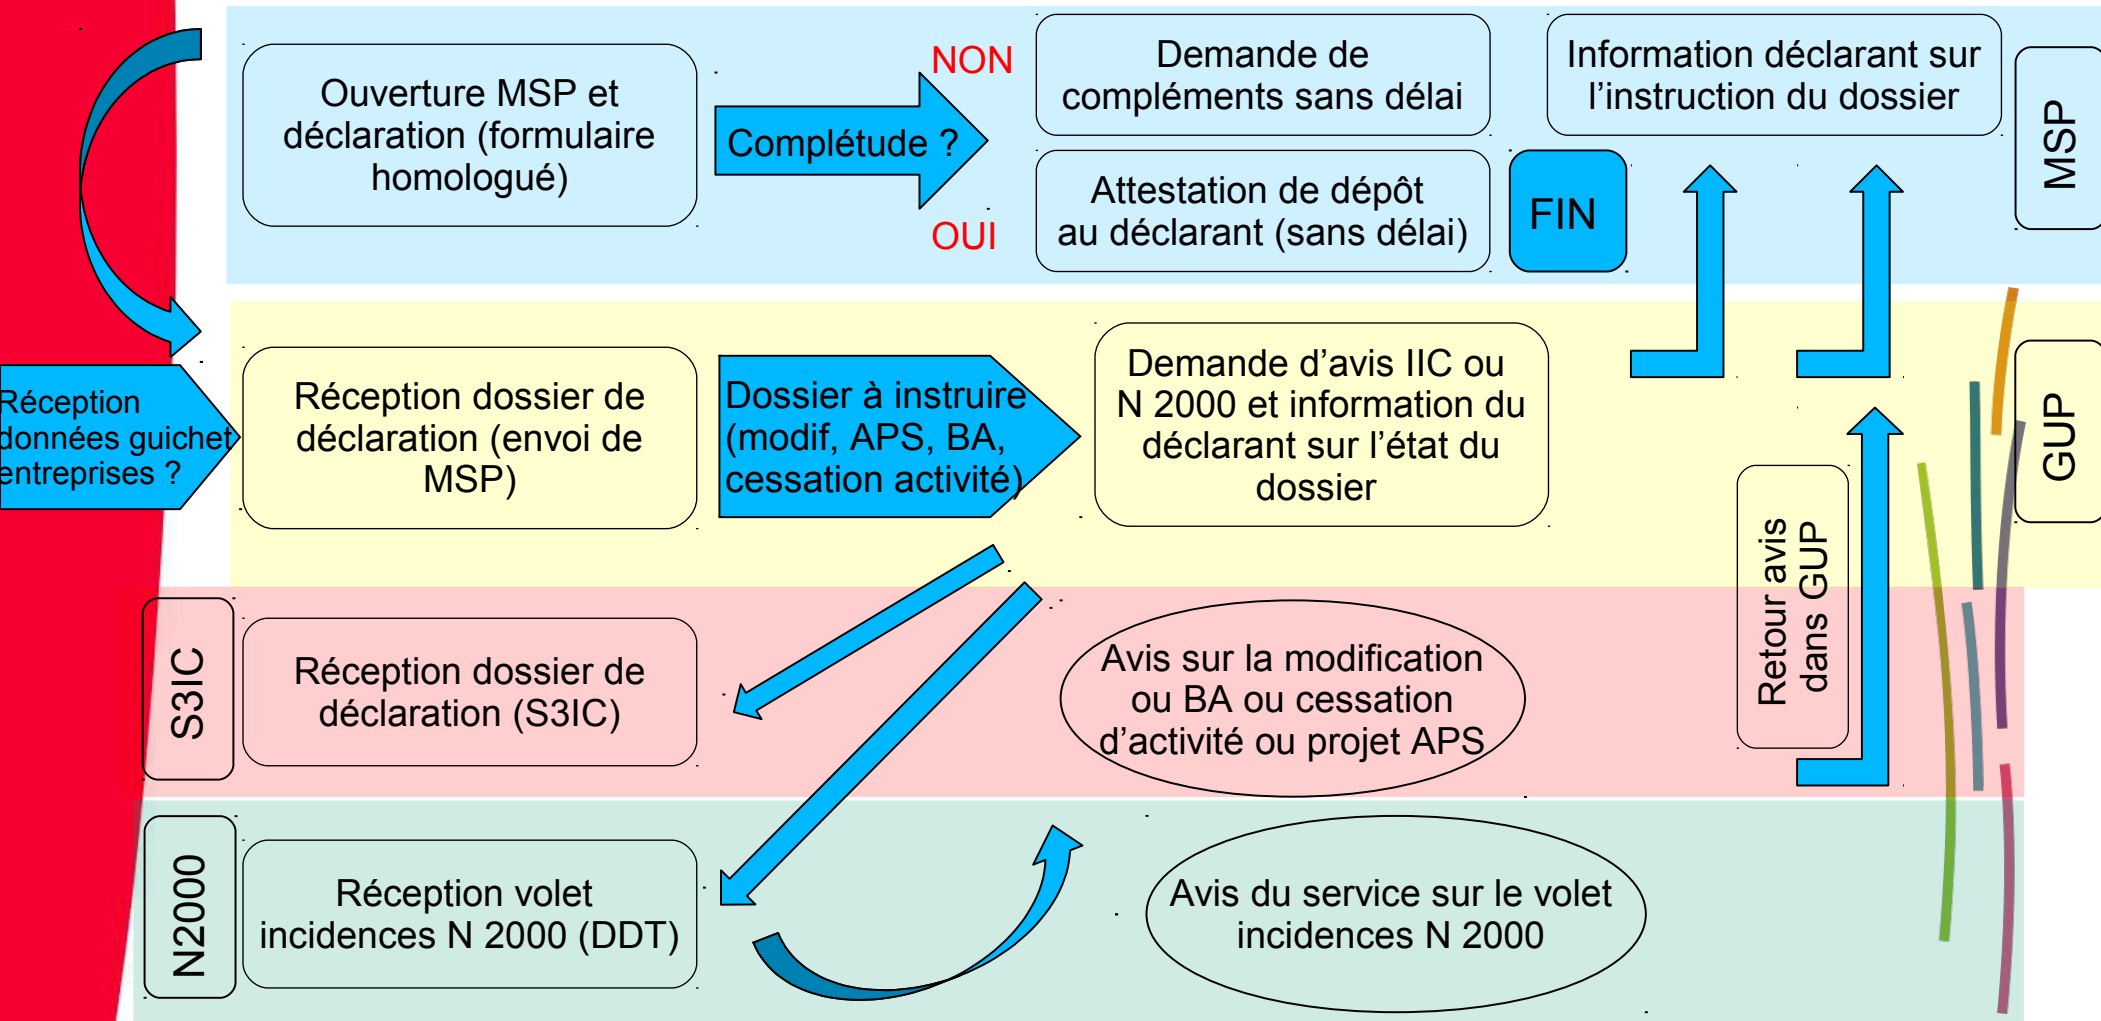 Ouverture MSP et
déclaration (formulaire
homologué)
Complétude ?
NON
OUI
Demande de
compléments sans délai
Attestation de dépôt
au déclarant (sans délai)
FIN
Information déclarant sur
l'instruction du dossier
MSP
Réception
données guichet
entreprises ?
Réception dossier de
déclaration (envoi de
MSP)
Dossier à instruire
(modif, APS, BA,
cessation activité)
Demande d'avis IIC ou
N 2000 et information du
déclarant sur l'état du
dossier
GUP
Retour avis
dans GUP
S3IC
Réception dossier de
déclaration (S3IC)
Avis sur la modification
ou BA ou cessation
d'activité ou projet APS
N2000
Réception volet
incidences N 2000 (DDT)
Avis du service sur le volet
incidences N 2000